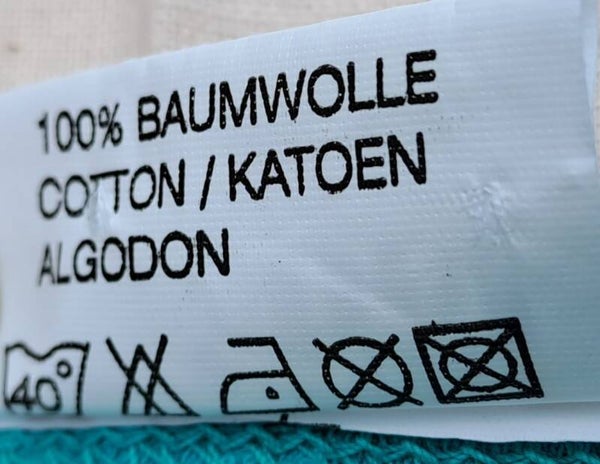 100% BAUMWOLLE
COTTON / KATOEN
ALGODON
40°